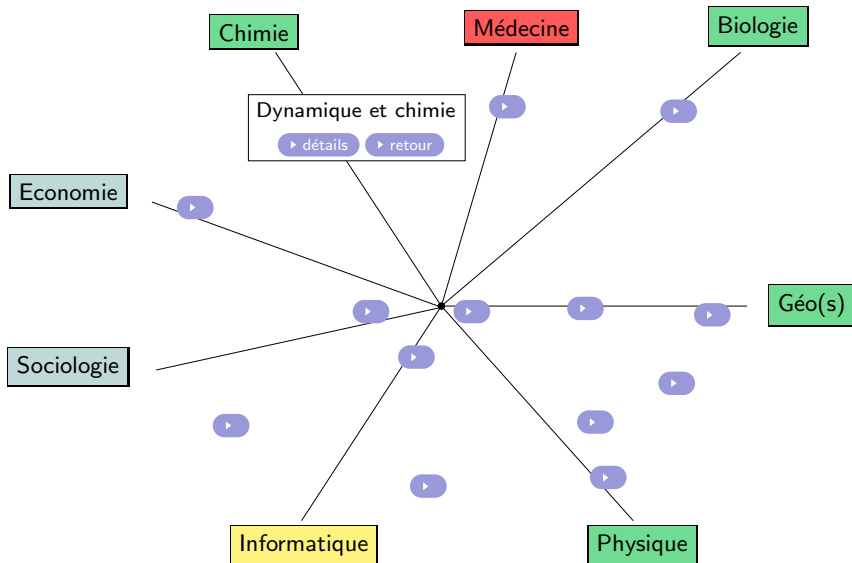 Chimie
Médecine
Biologie
Dynamique et chimie
détails retour
Economie
Géo(s)
Sociologie
Informatique
Physique